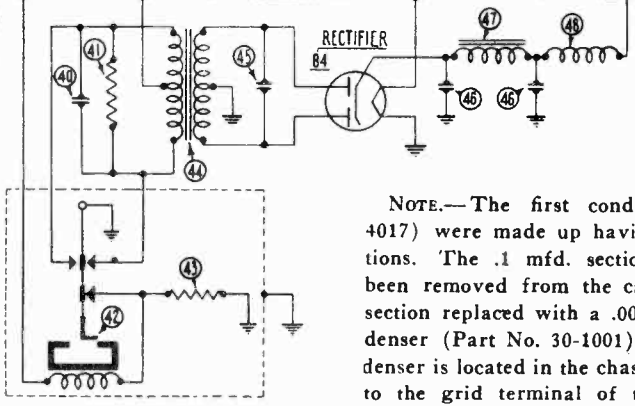 47
48
RECTIFIER
84
40
41
45
46
46
44
43
42
NOTE.—The first cond
4017) were made up havi
tions. The .1 mfd. sectio
been removed from the ca
section replaced with a .00
denser (Part No. 30-1001)
denser is located in the chas
to the grid terminal of t